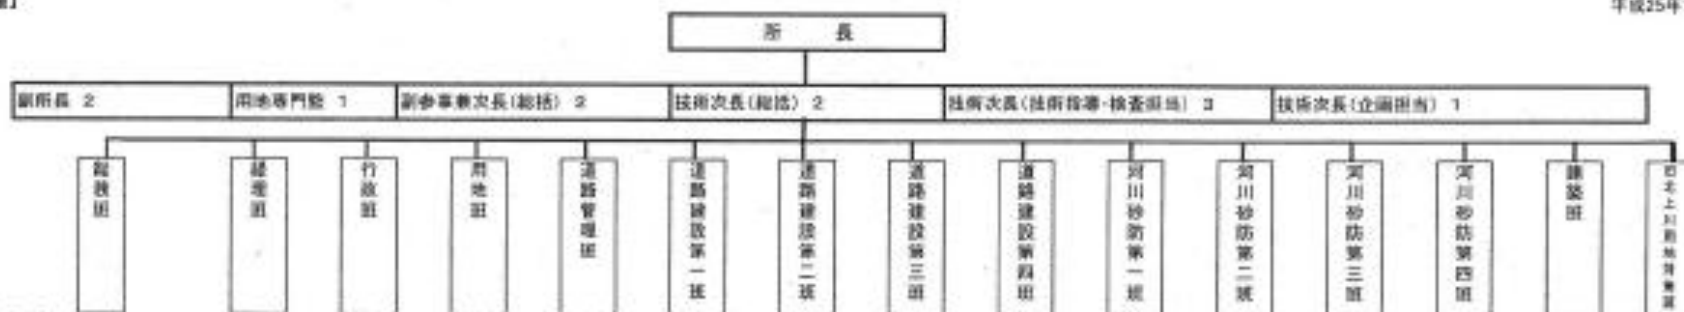 平成25年
所 長
副所長 2
用地専門監 1
副参事兼次長(総括) 2
技術次長(総括) 2
技術次長(技術指導・検査担当) 3
技術次長(企画担当) 1
総務班
経理班
行政班
用地班
道路管理班
道路建設第一班
道路建設第二班
道路建設第三班
道路建設第四班
河川砂防第一班
河川砂防第二班
河川砂防第三班
河川砂防第四班
建築班